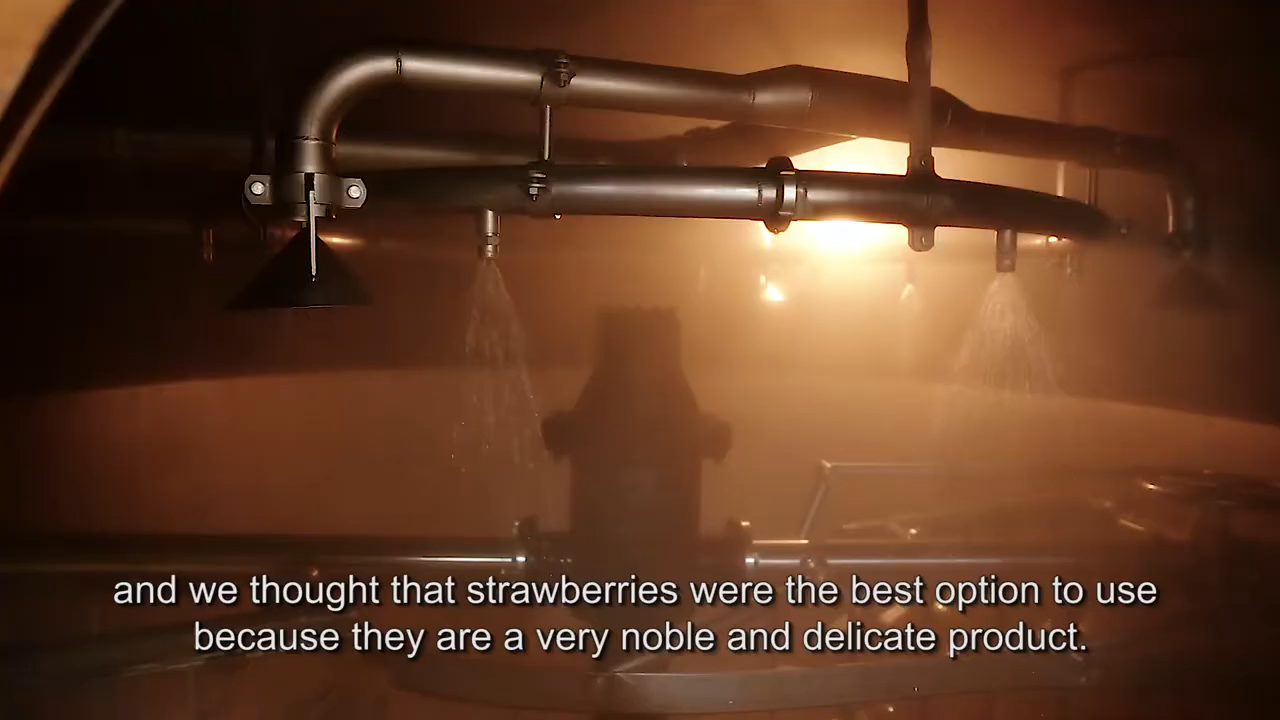 and we thought that strawberries were the best option to use
because they are a very noble and delicate product.